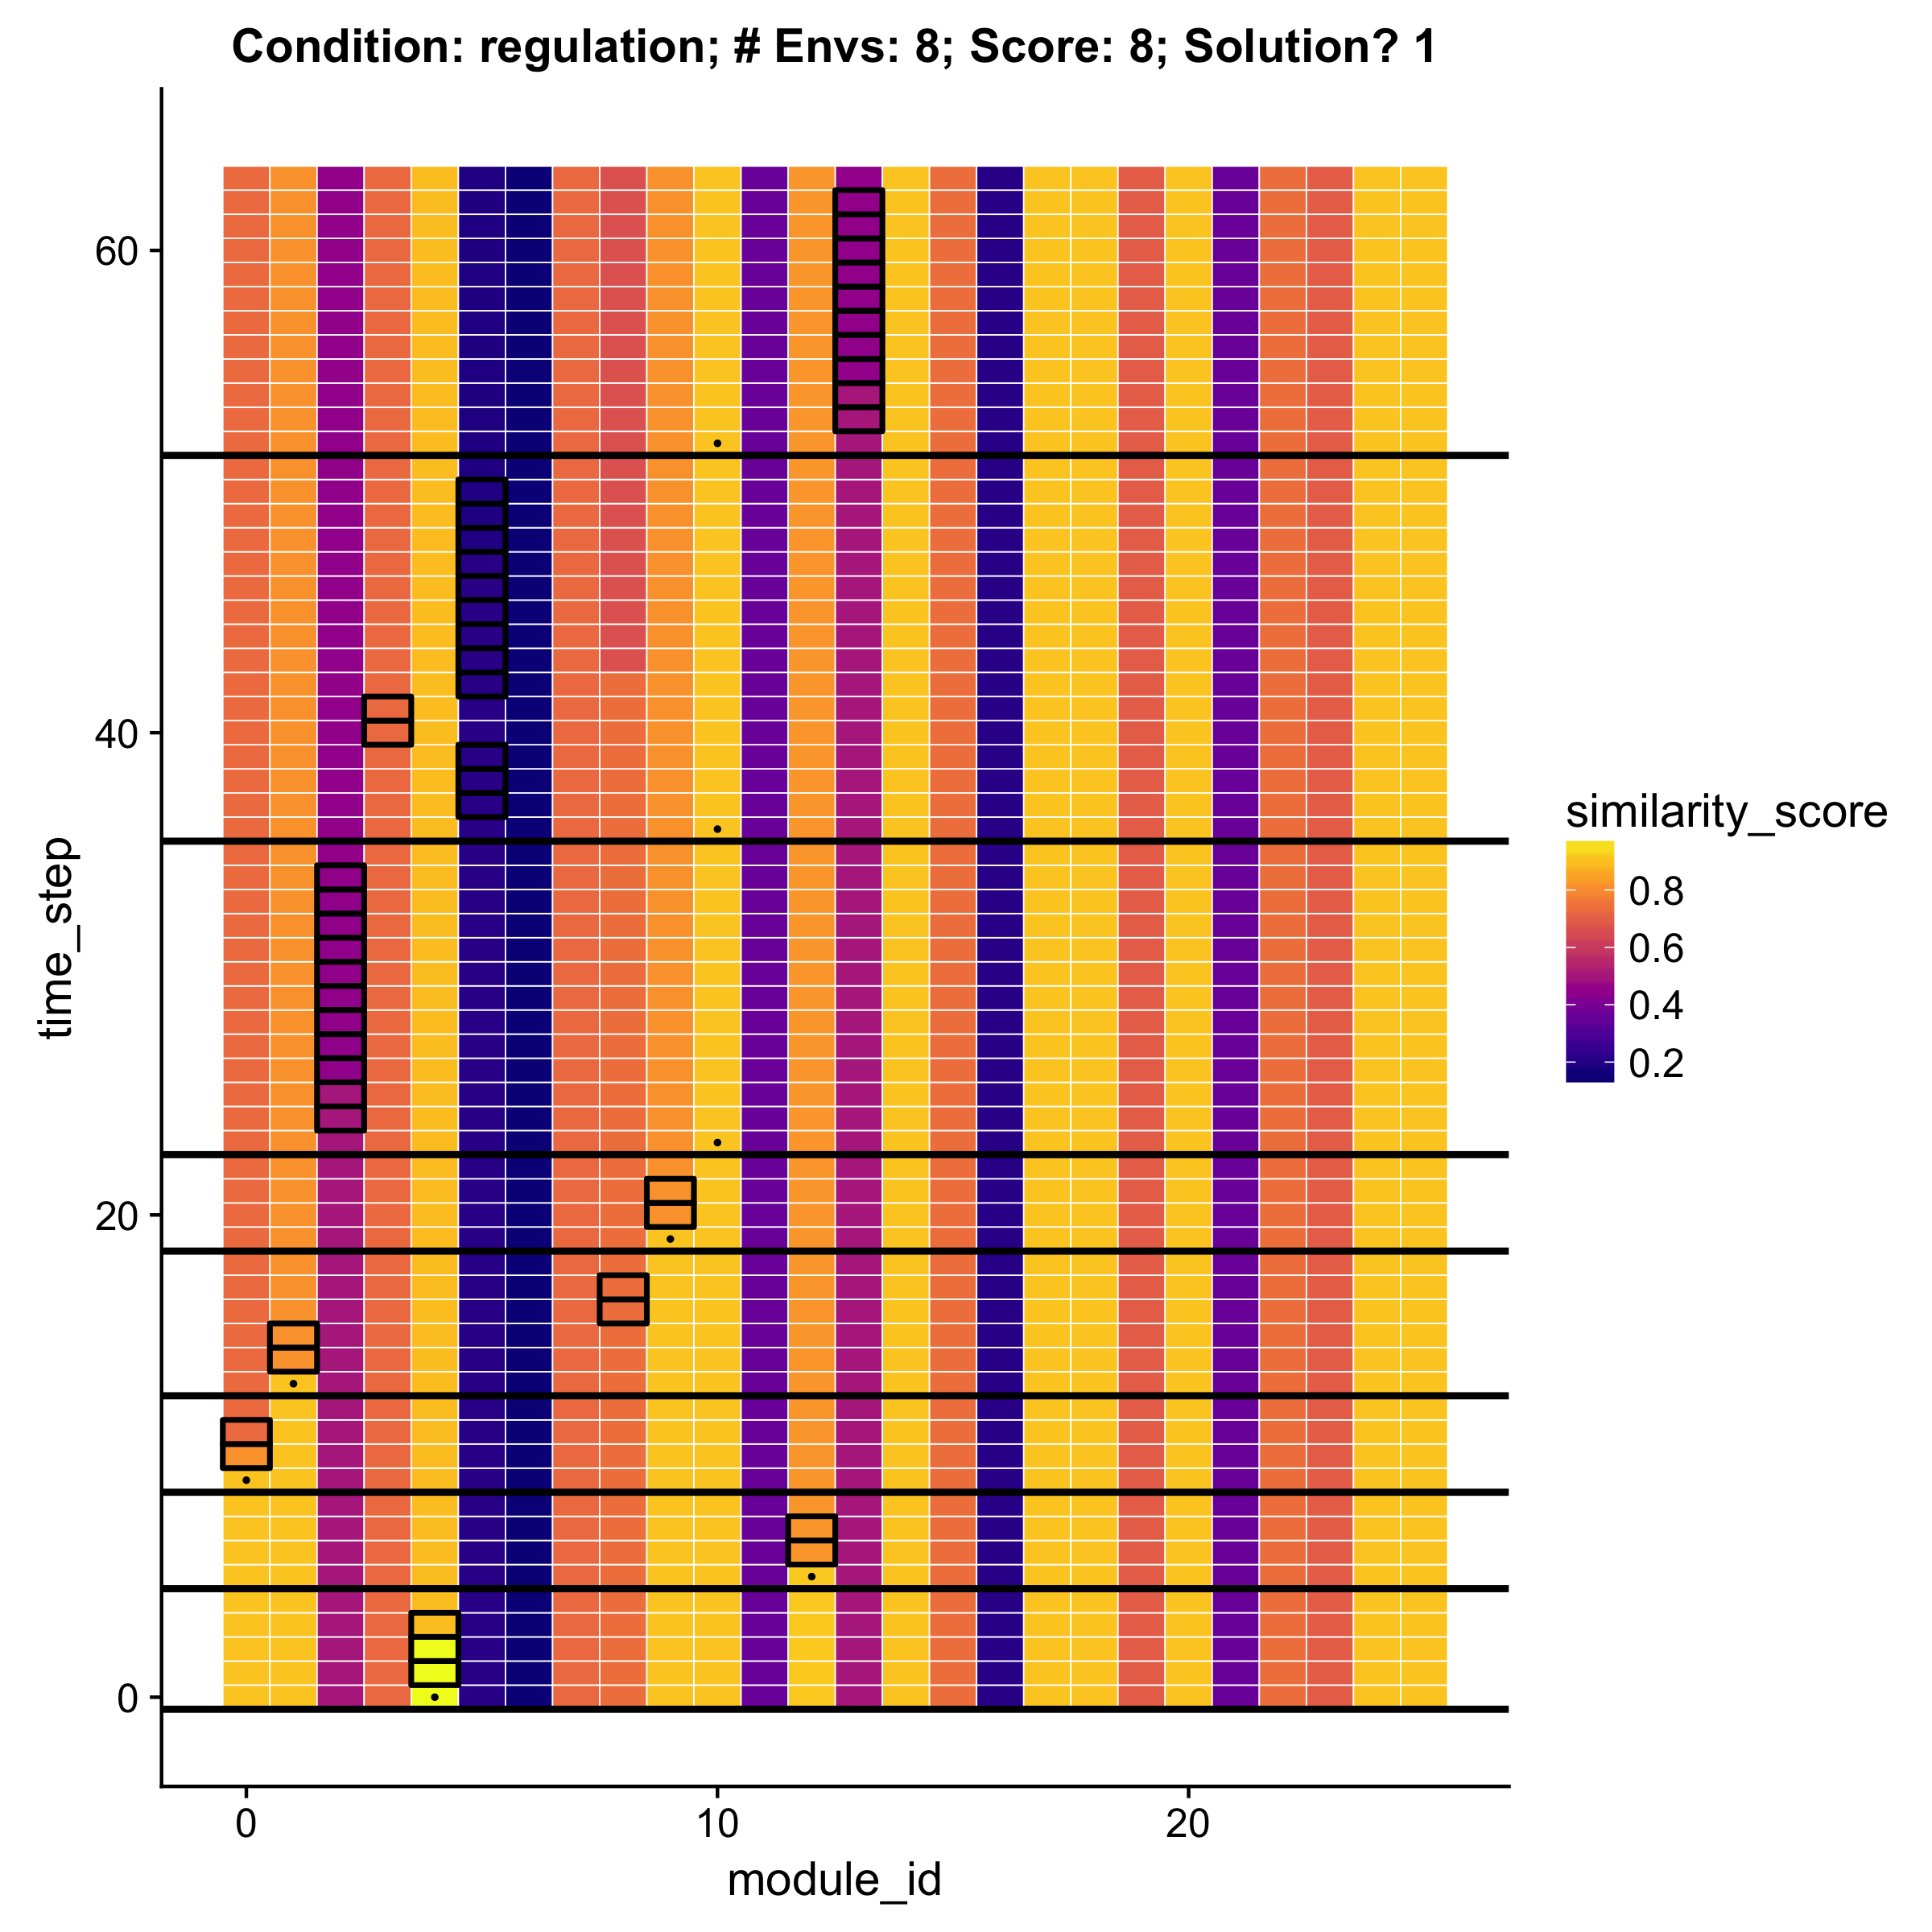 Condition: regulation; # Envs: 8; Score: 8; Solution? 1
60
40
20
0
time_step
0
10
20
module_id
similarity_score
0.8
0.6
0.4
0.2